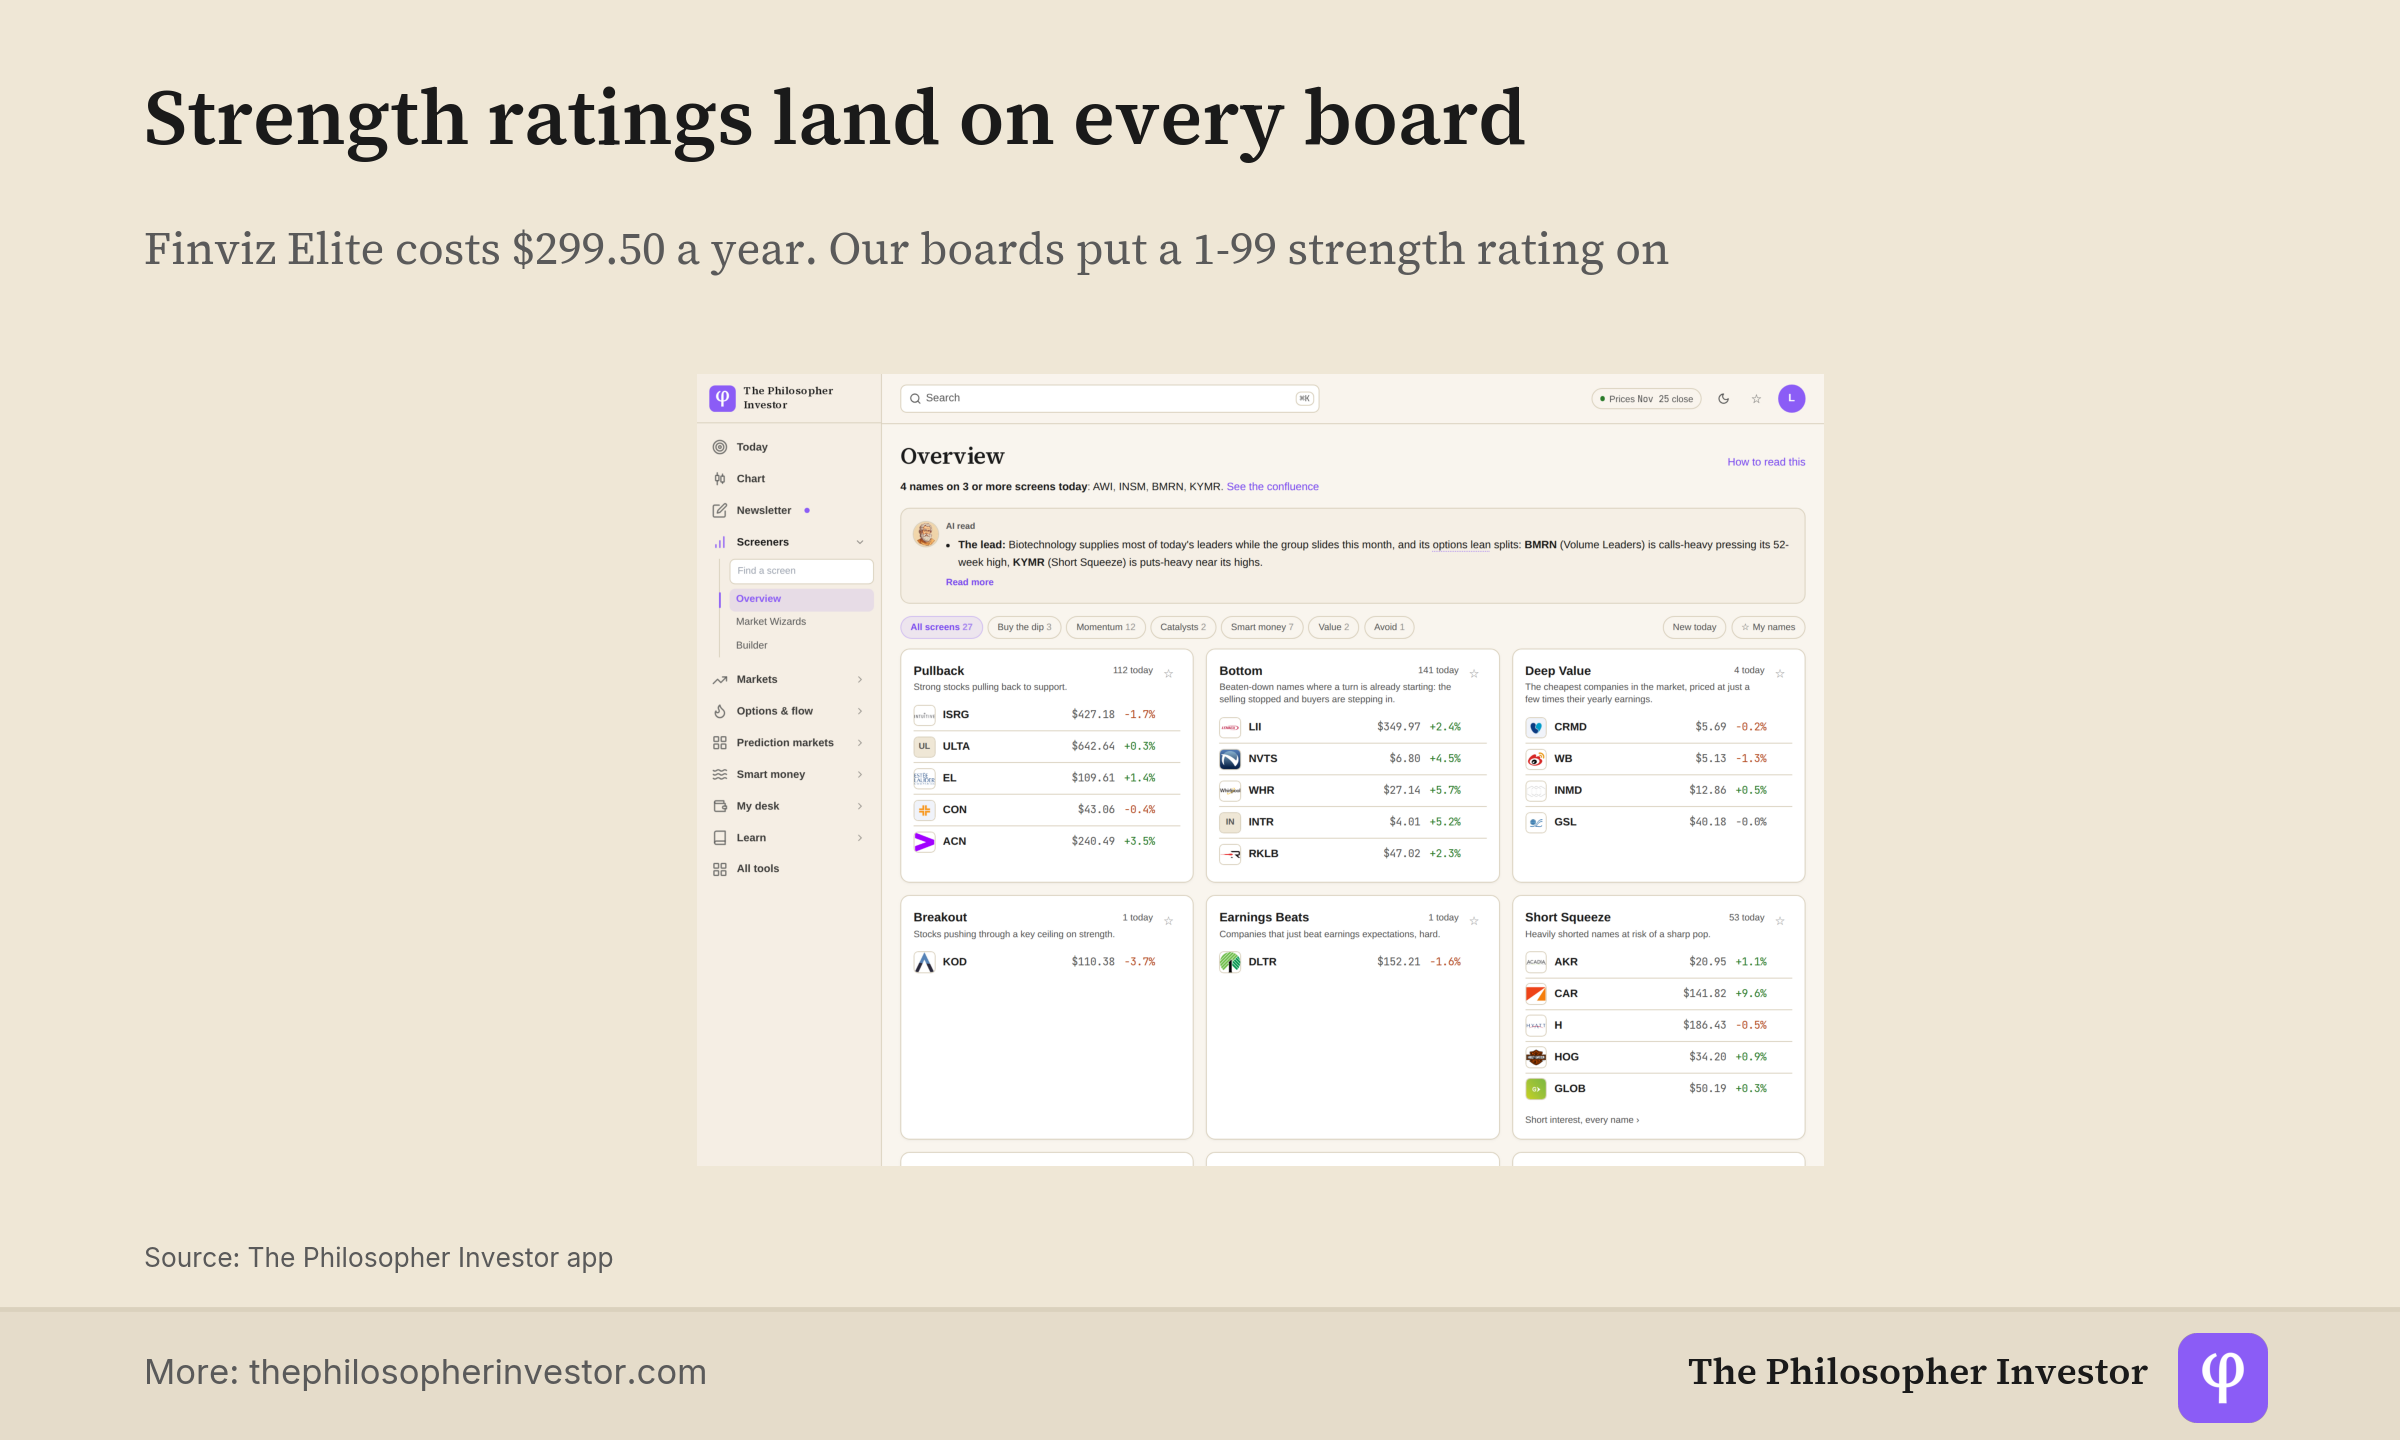 Strength ratings land on every board
Finviz Elite costs $299.50 a year. Our boards put a 1-99 strength rating on
The Philosopher
Investor
Search
⌘K
Prices Nov 25 close
L
Today
Chart
Newsletter
Screeners
Find a screen
Overview
Market Wizards
Builder
Markets
Options & flow
Prediction markets
Smart money
My desk
Learn
All tools
Overview
How to read this
4 names on 3 or more screens today: AWI, INSM, BMRN, KYMR. See the confluence
AI read
• The lead: Biotechnology supplies most of today's leaders while the group slides this month, and its options lean splits: BMRN (Volume Leaders) is calls-heavy pressing its 52-
week high, KYMR (Short Squeeze) is puts-heavy near its highs.
Read more
All screens 27 Buy the dip 3 Momentum 12 Catalysts 2 Smart money 7 Value 2 Avoid 1 New today ☆ My names
Pullback 112 today ☆
Strong stocks pulling back to support.
ISRG $427.18 -1.7%
UL ULTA $642.64 +0.3%
EL $109.61 +1.4%
CON $43.06 -0.4%
ACN $240.49 +3.5%
Bottom 141 today ☆
Beaten-down names where a turn is already starting: the
selling stopped and buyers are stepping in.
LII $349.97 +2.4%
NVTS $6.80 +4.5%
WHR $27.14 +5.7%
IN INTR $4.01 +5.2%
RKLB $47.02 +2.3%
Deep Value 4 today ☆
The cheapest companies in the market, priced at just a
few times their yearly earnings.
CRMD $5.69 -0.2%
WB $5.13 -1.3%
INMD $12.86 +0.5%
GSL $40.18 -0.0%
Breakout 1 today ☆
Stocks pushing through a key ceiling on strength.
KOD $110.38 -3.7%
Earnings Beats 1 today ☆
Companies that just beat earnings expectations, hard.
DLTR $152.21 -1.6%
Short Squeeze 53 today ☆
Heavily shorted names at risk of a sharp pop.
AKR $20.95 +1.1%
CAR $141.82 +9.6%
H $186.43 -0.5%
HOG $34.20 +0.9%
GLOB $50.19 +0.3%
Short interest, every name ›
Source: The Philosopher Investor app
More: thephilosopherinvestor.com
The Philosopher Investor φ